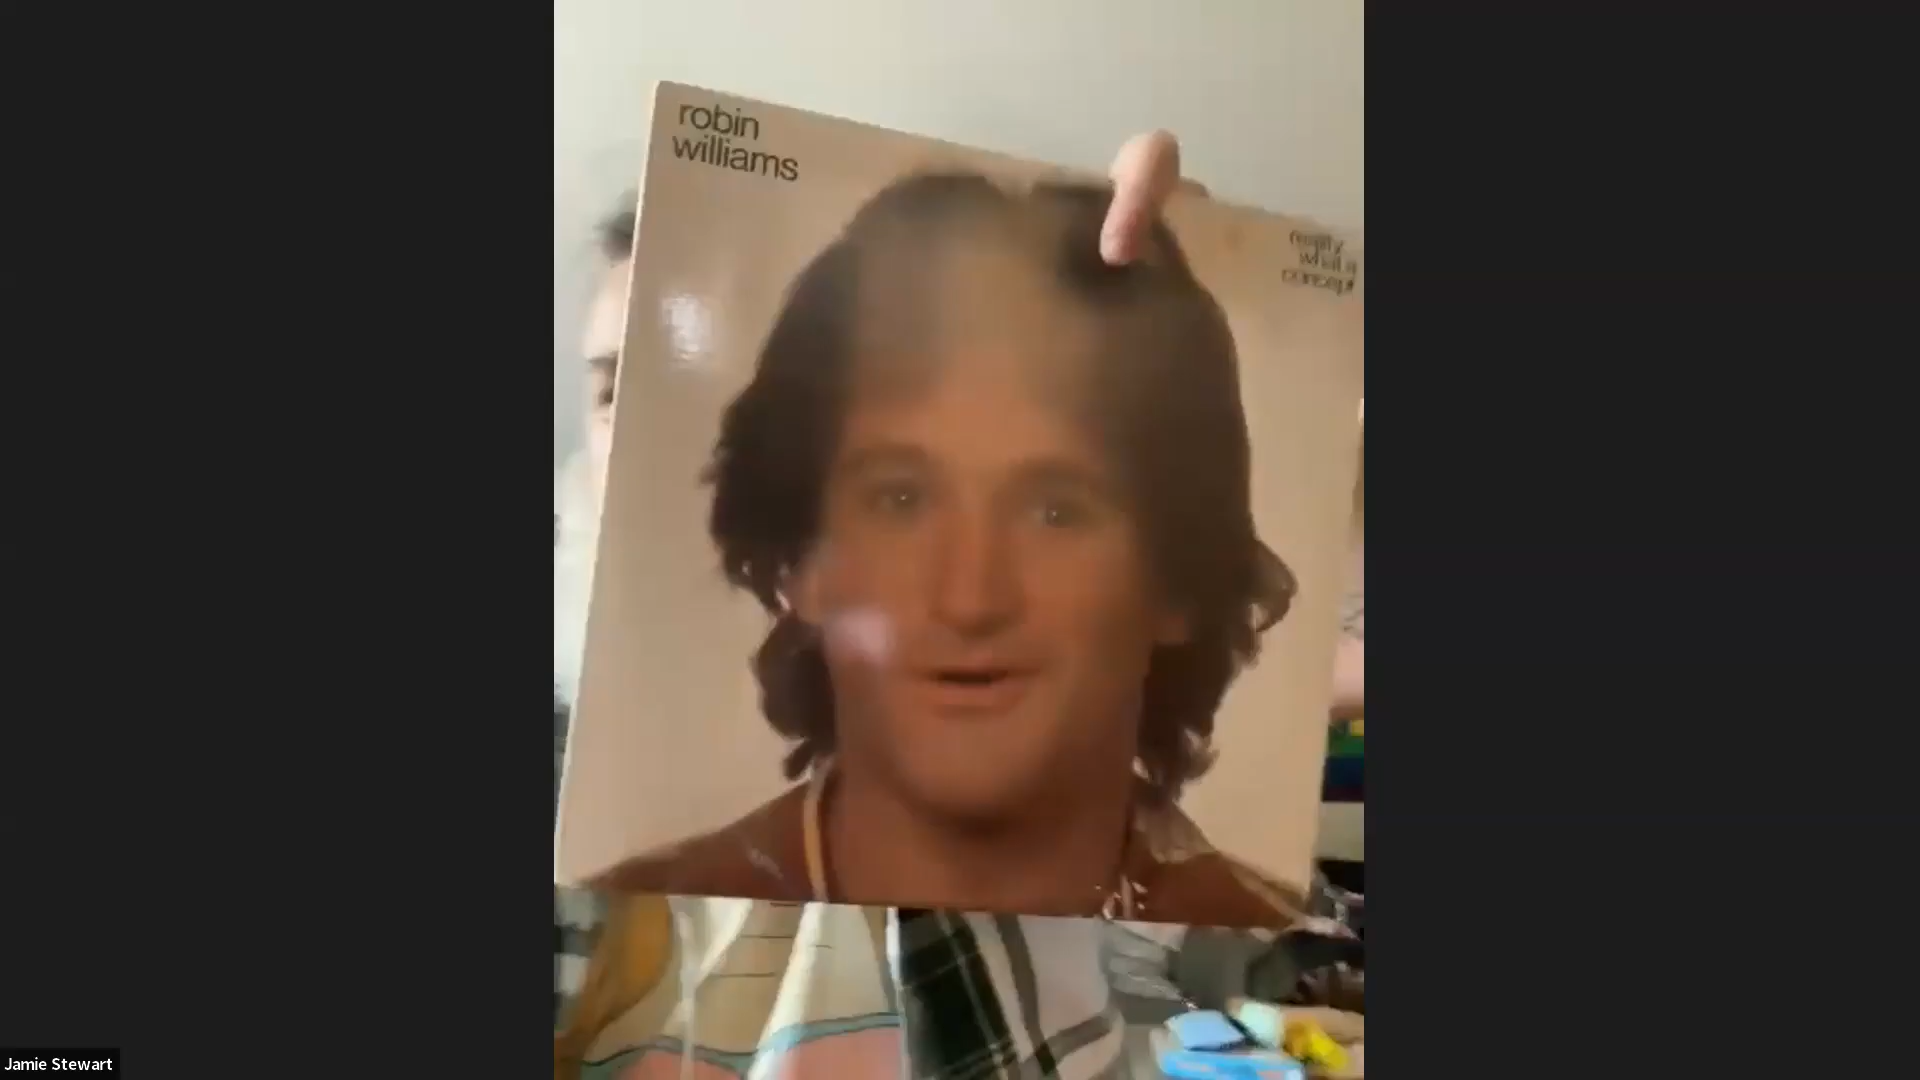 robin
williams
reality
what a
concept
Jamie Stewart